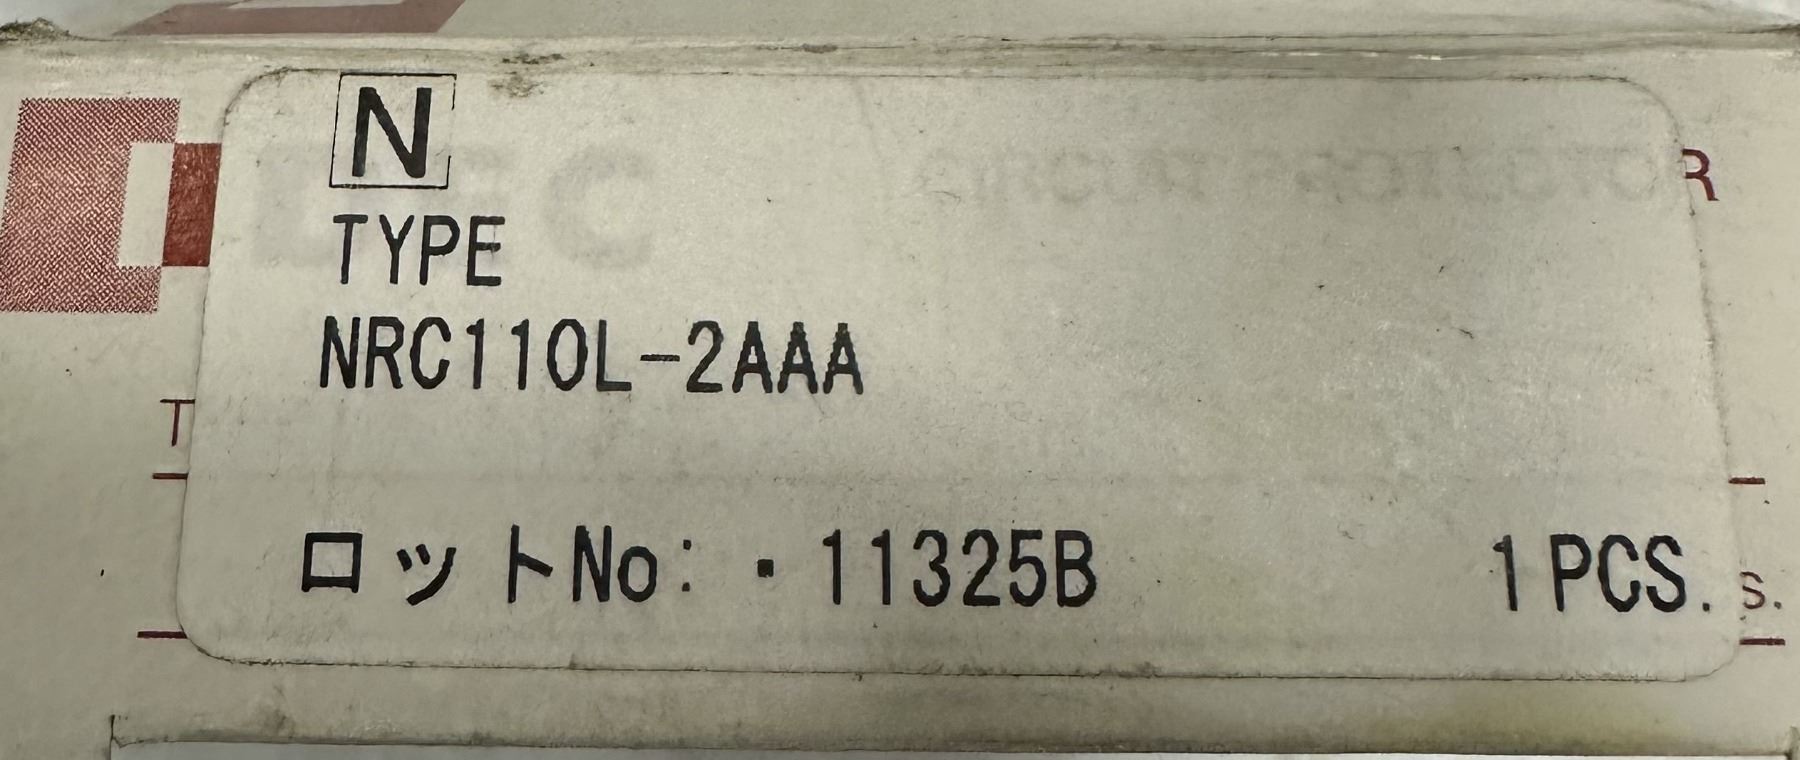 N
R
TYPE
NRC110L-2AAA
T
ロットNo: ・11325B 1PCS.
S.